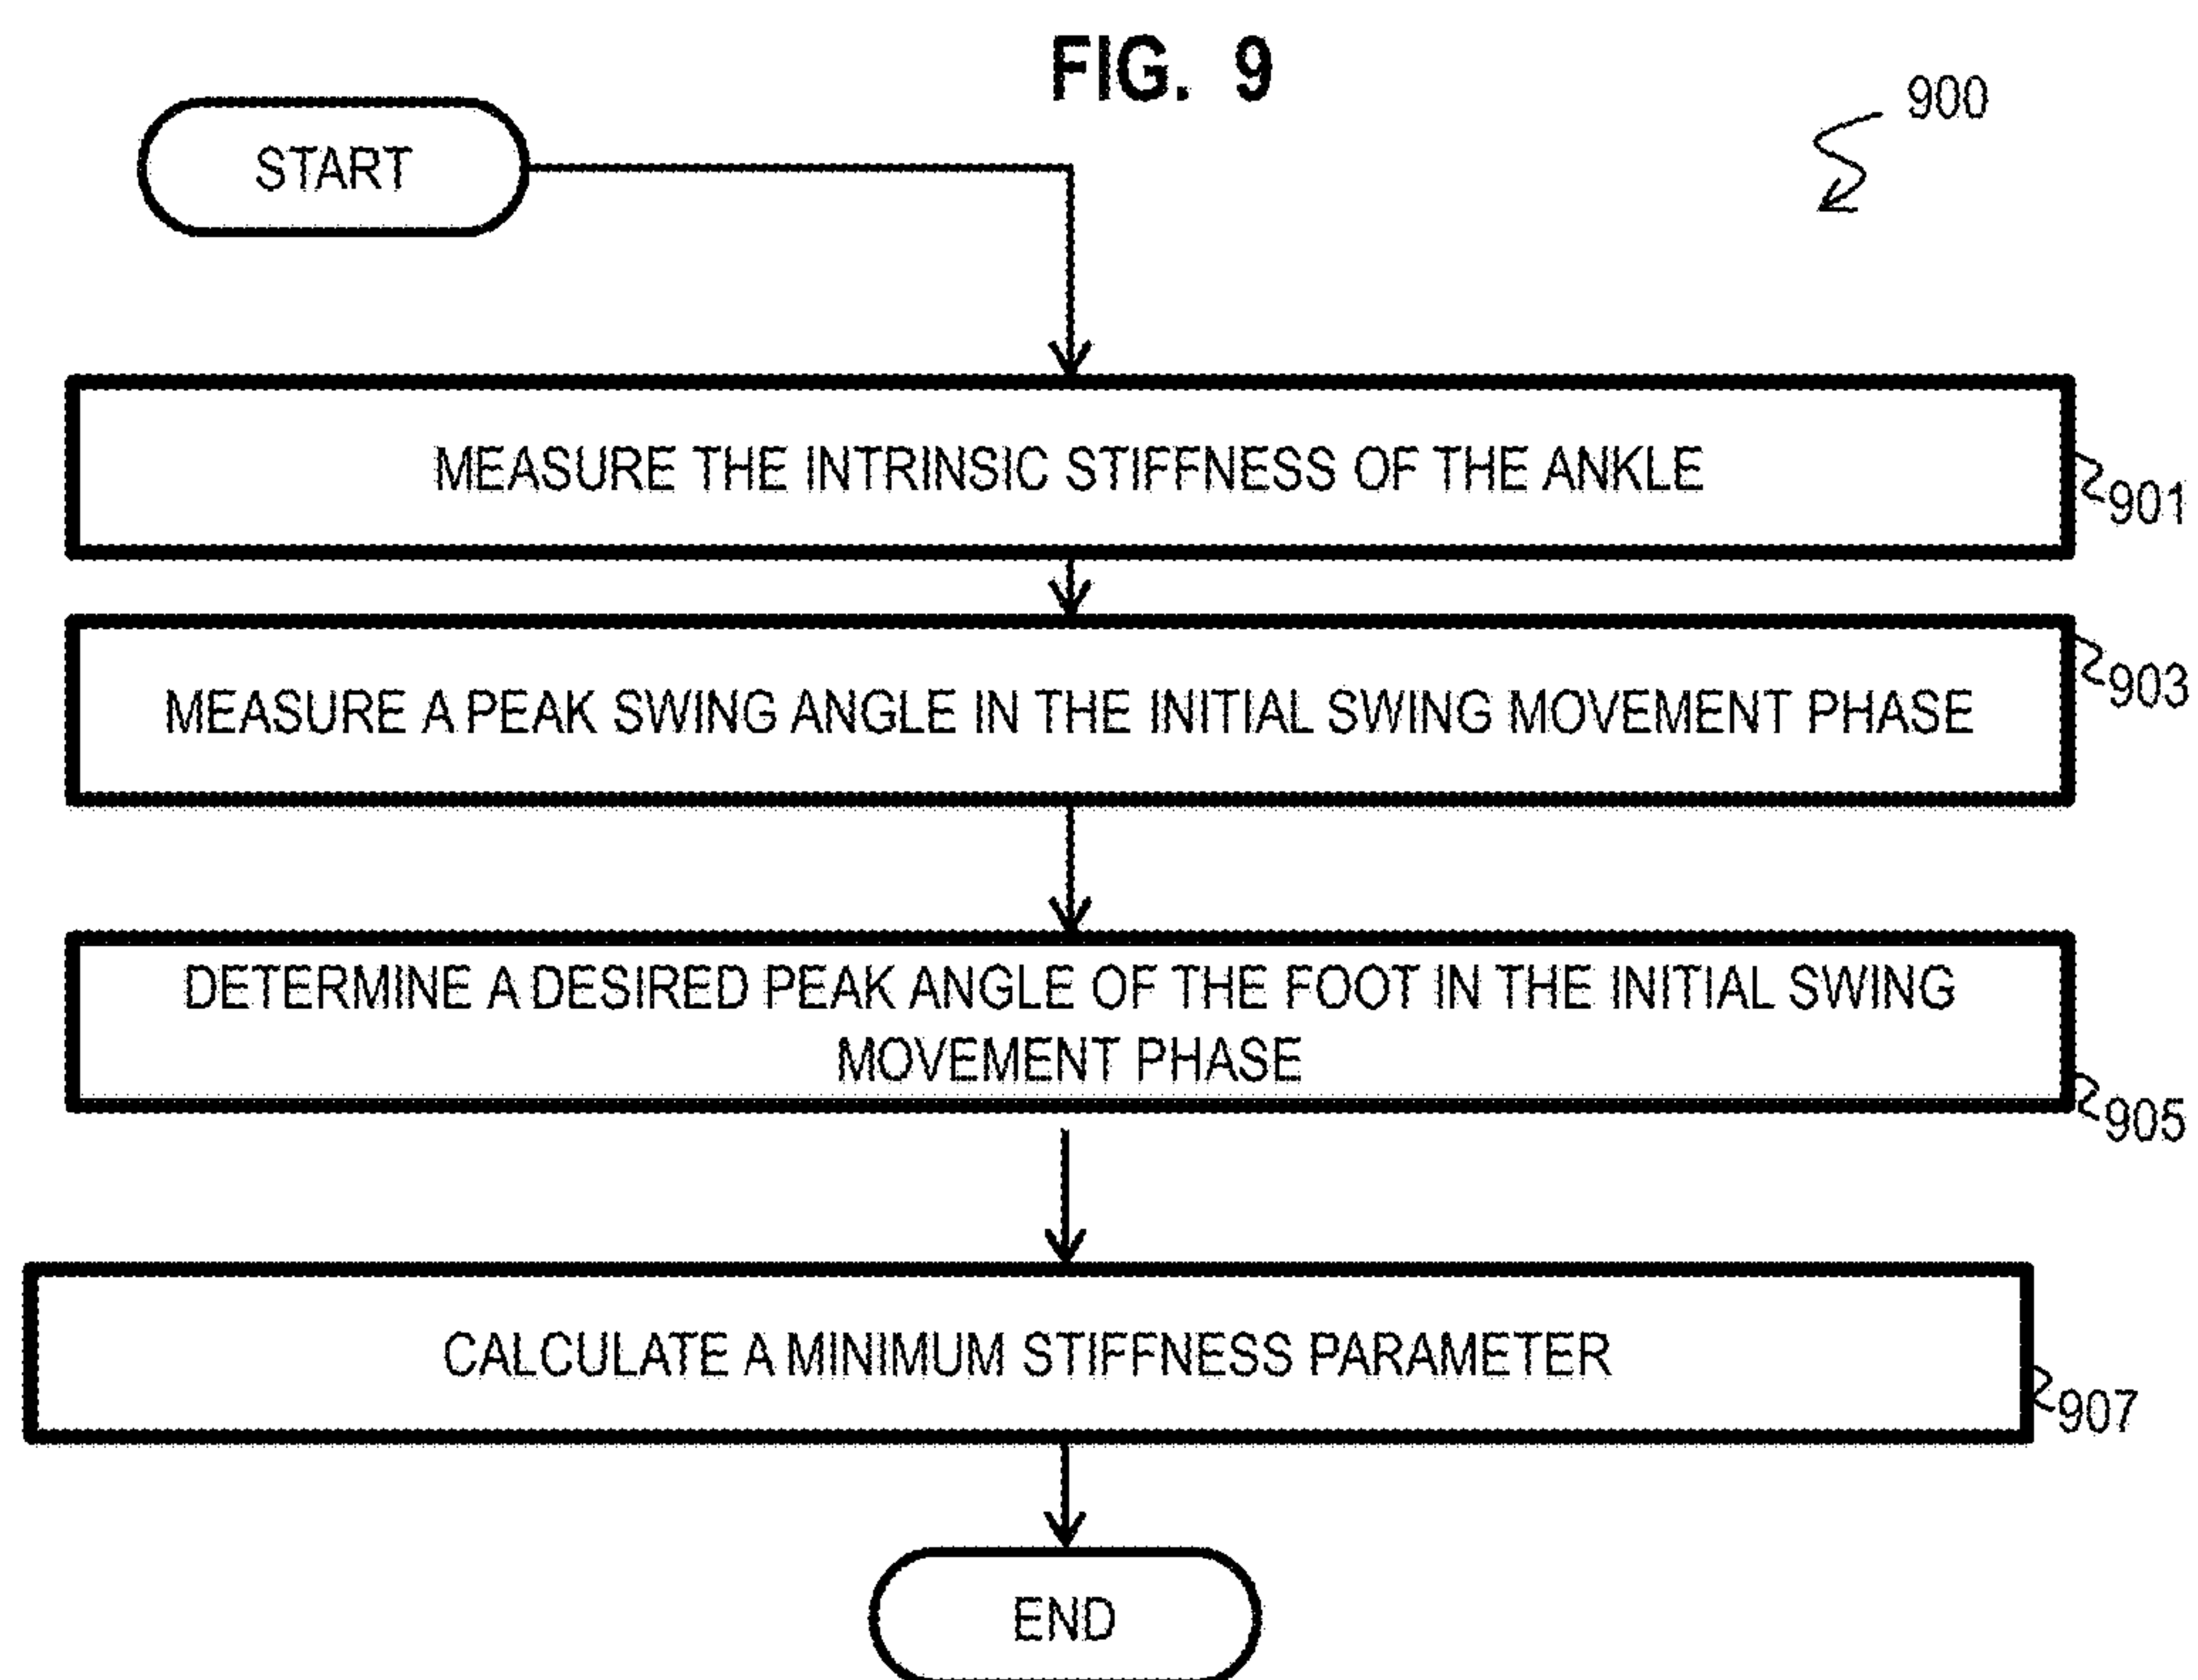 FIG. 9
900
START
MEASURE THE INTRINSIC STIFFNESS OF THE ANKLE
901
MEASURE A PEAK SWING ANGLE IN THE INITIAL SWING MOVEMENT PHASE
903
DETERMINE A DESIRED PEAK ANGLE OF THE FOOT IN THE INITIAL SWING
MOVEMENT PHASE
905
CALCULATE A MINIMUM STIFFNESS PARAMETER
907
END